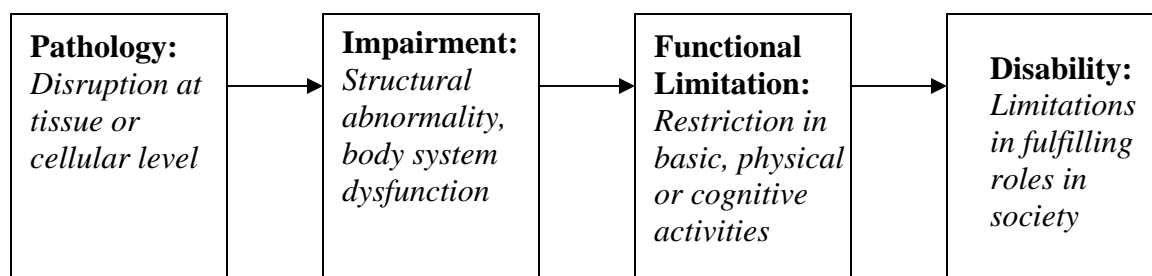 Pathology:
Disruption at
tissue or
cellular level
Impairment:
Structural
abnormality,
body system
dysfunction
Functional
Limitation:
Restriction in
basic, physical
or cognitive
activities
Disability:
Limitations
in fulfilling
roles in
society